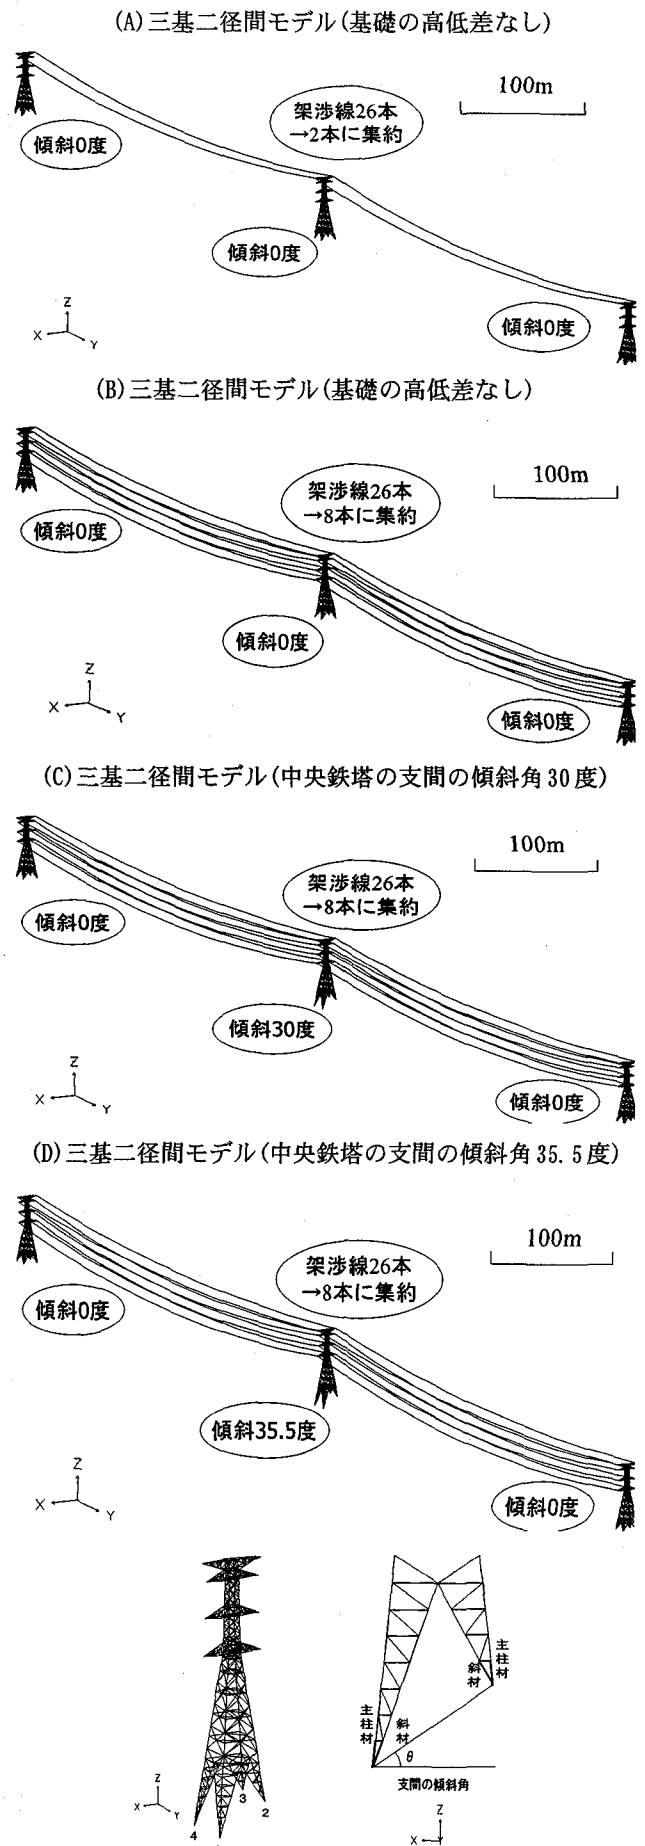 (A)三基二径間モデル(基礎の高低差なし)
100m
架渉線26本
→2本に集約
傾斜0度
傾斜0度
傾斜0度
Z
X
Y
(B)三基二径間モデル(基礎の高低差なし)
100m
架渉線26本
→8本に集約
傾斜0度
傾斜0度
傾斜0度
Z
X
Y
(C)三基二径間モデル(中央鉄塔の支間の傾斜角30度)
100m
架渉線26本
→8本に集約
傾斜0度
傾斜30度
傾斜0度
Z
X
Y
(D)三基二径間モデル(中央鉄塔の支間の傾斜角35.5度)
100m
架渉線26本
→8本に集約
傾斜0度
傾斜35.5度
傾斜0度
Z
X
Y
主柱材
斜材
主柱材
斜材
θ
支間の傾斜角
Z
X
Y
3
2
4
Z
X